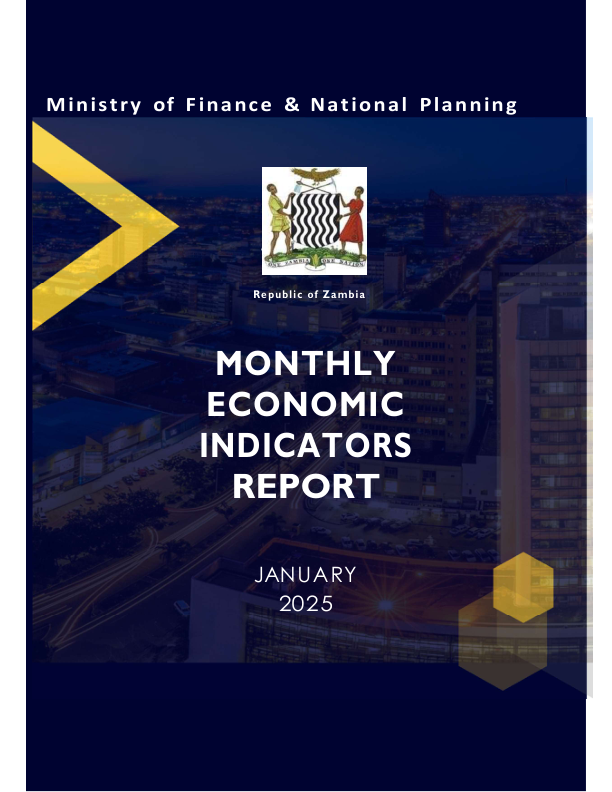 Ministry of Finance & National Planning
ONE ZAMBIA ONE NATION
Republic of Zambia
MONTHLY
ECONOMIC
INDICATORS
REPORT
JANUARY
2025